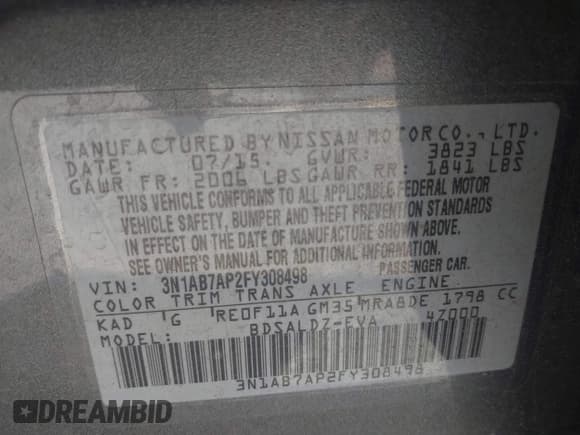 MANUFACTURED BY NISSAN MOTOR CO., LTD.
DATE: 07/15 GVWR: 3823 LBS
GAWR FR: 2006 LBS GAWR RR: 1841 LBS
THIS VEHICLE CONFORMS TO ALL APPLICABLE FEDERAL MOTOR
VEHICLE SAFETY, BUMPER AND THEFT PREVENTION STANDARDS
IN EFFECT ON THE DATE OF MANUFACTURE SHOWN ABOVE.
SEE OWNER'S MANUAL FOR ADDITIONAL INFORMATION.
VIN: 3N1AB7AP2FY308498 PASSENGER CAR.
COLOR TRIM TRANS AXLE ENGINE
KAD G RE0F11A GM35 MRA8DE 1798 CC
MODEL: BDSALDZ-EVA 4Z000
3N1AB7AP2FY308498
DREAMBID